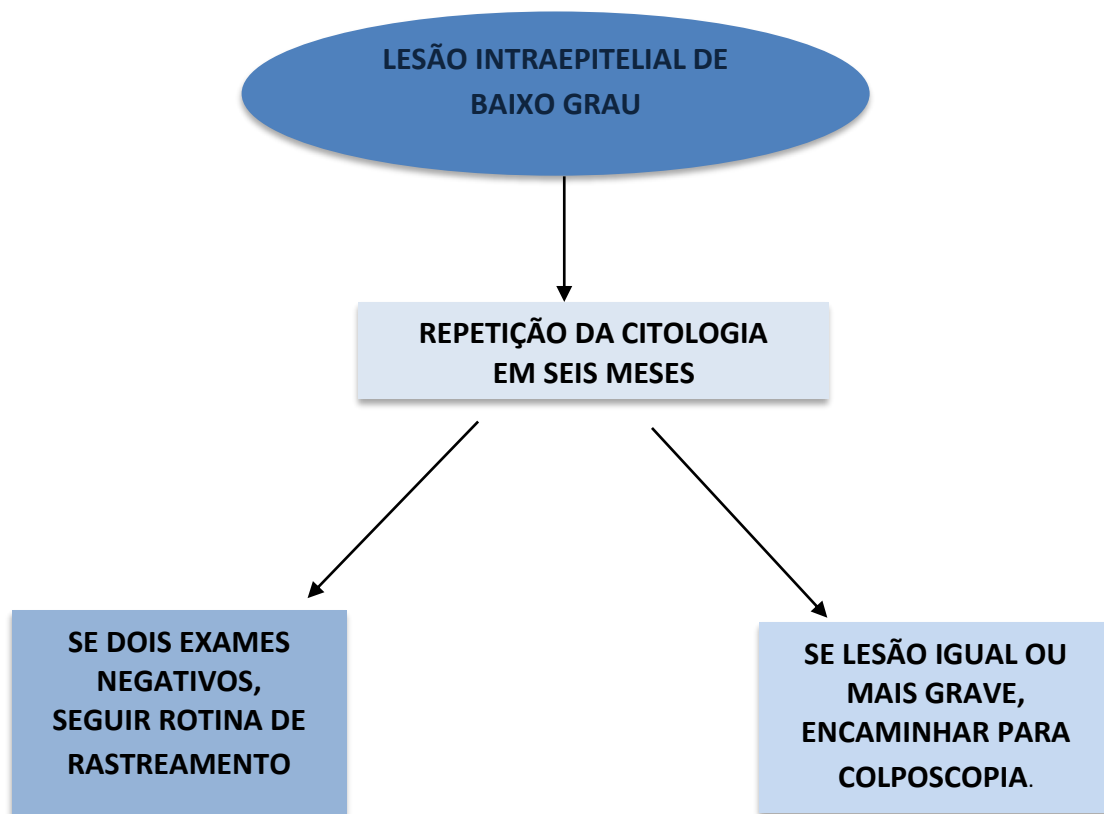 LESÃO INTRAEPITELIAL DE
BAIXO GRAU
REPETIÇÃO DA CITOLOGIA
EM SEIS MESES
SE DOIS EXAMES
NEGATIVOS,
SEGUIR ROTINA DE
RASTREAMENTO
SE LESÃO IGUAL OU
MAIS GRAVE,
ENCAMINHAR PARA
COLPOSCOPIA.